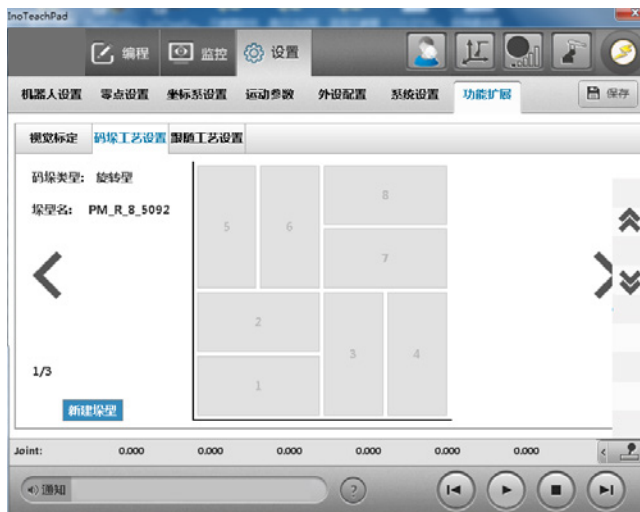 InoTeachPad
编程 监控 设置
机器人设置 零点设置 坐标系设置 运动参数 外设配置 系统设置 功能扩展 保存
视觉标定 码垛工艺设置 跟随工艺设置
码垛类型: 旋转型
垛型名: PM_R_8_5092
8
5 6
7
2
3 4
1
1/3
新建垛型
Joint: 0.000 0.000 0.000 0.000 0.000 0.000
通知 ?